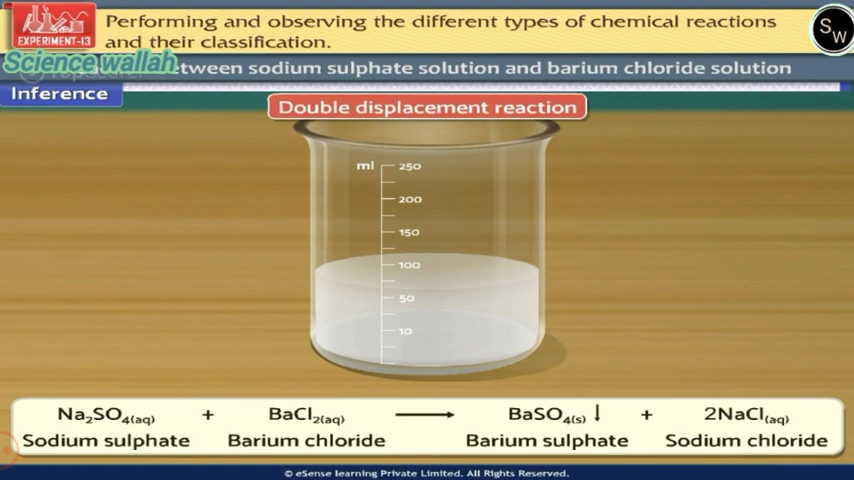 Performing and observing the different types of chemical reactions
and their classification.
EXPERIMENT-13
SW
Science wallah
etween sodium sulphate solution and barium chloride solution
Inference
Double displacement reaction
ml
250
200
150
100
50
10
Na₂SO₄(aq) + BaCl₂(aq) ⟶ BaSO₄(s) ↓ + 2NaCl(aq)
Sodium sulphate Barium chloride Barium sulphate Sodium chloride
© eSense learning Private Limited. All Rights Reserved.